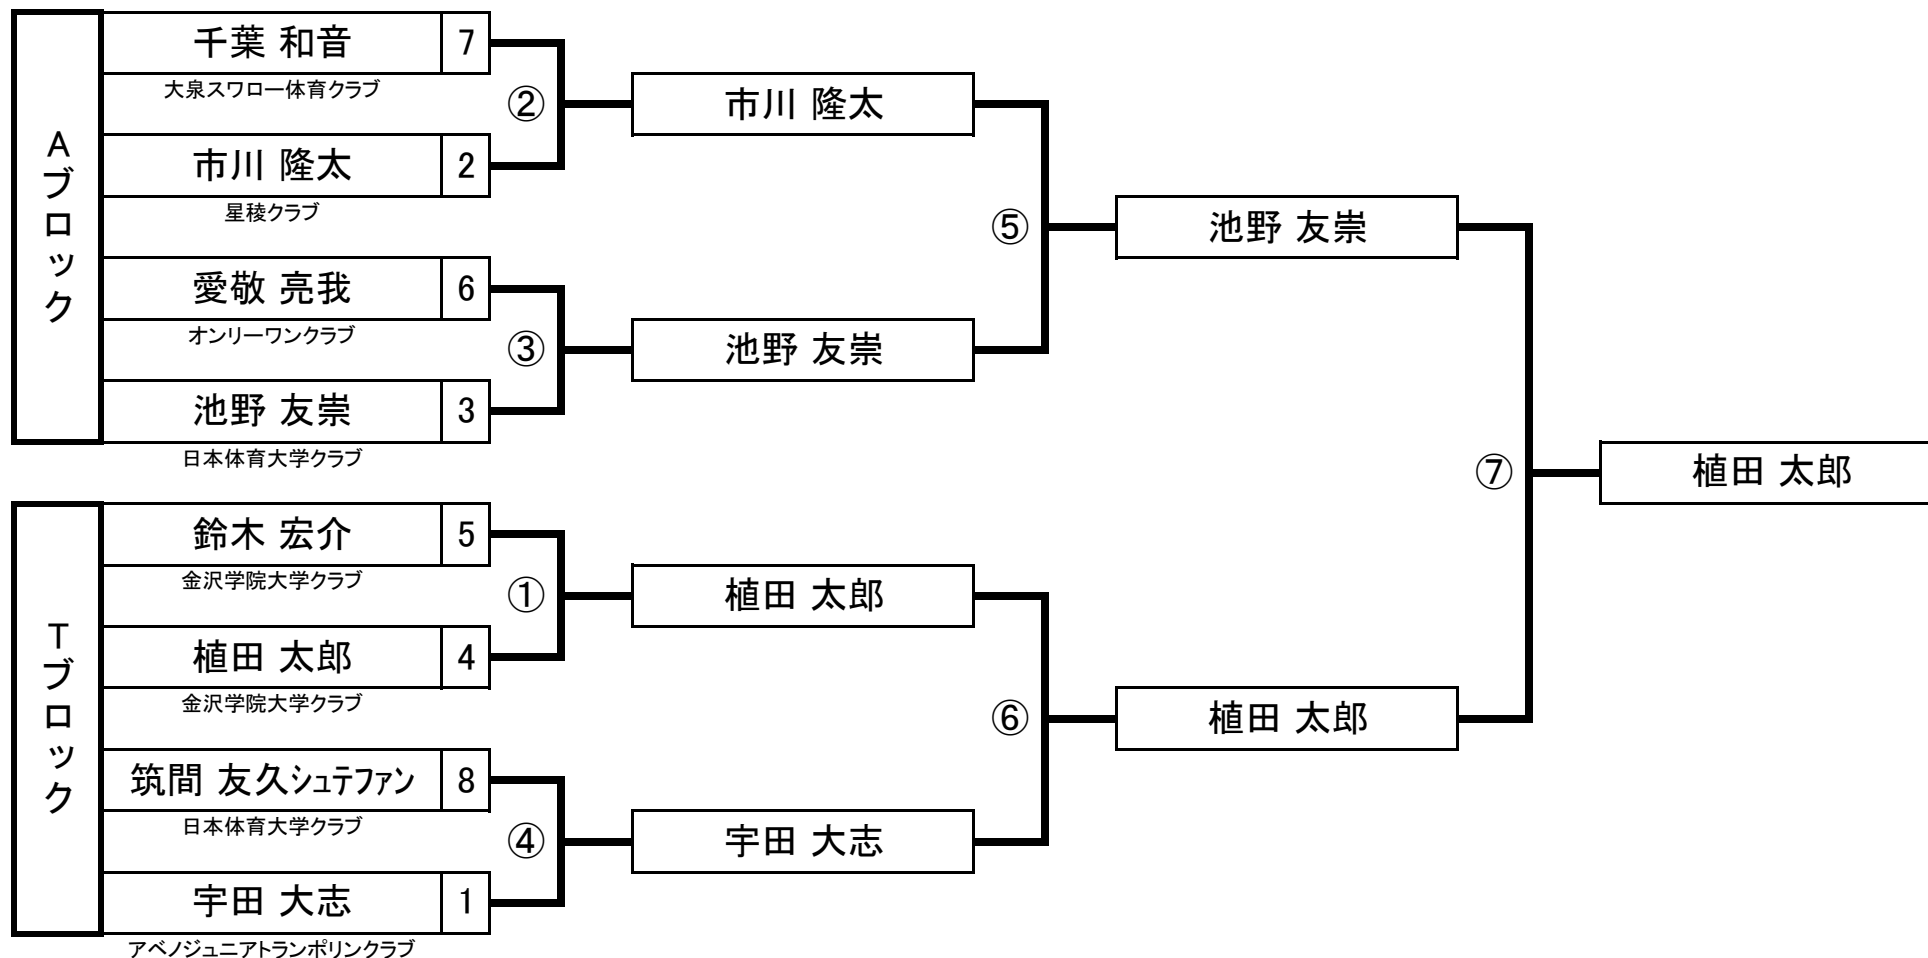 Aブロック
千葉 和音 7
大泉スワロー体育クラブ
②
市川 隆太 2
星稜クラブ
愛敬 亮我 6
オンリーワンクラブ
③
池野 友崇 3
日本体育大学クラブ
Tブロック
鈴木 宏介 5
金沢学院大学クラブ
①
植田 太郎 4
金沢学院大学クラブ
筑間 友久シュテファン 8
日本体育大学クラブ
④
宇田 大志 1
アベノジュニアトランポリンクラブ
市川 隆太
⑤
池野 友崇
植田 太郎
⑥
宇田 大志
池野 友崇
⑦
植田 太郎
植田 太郎